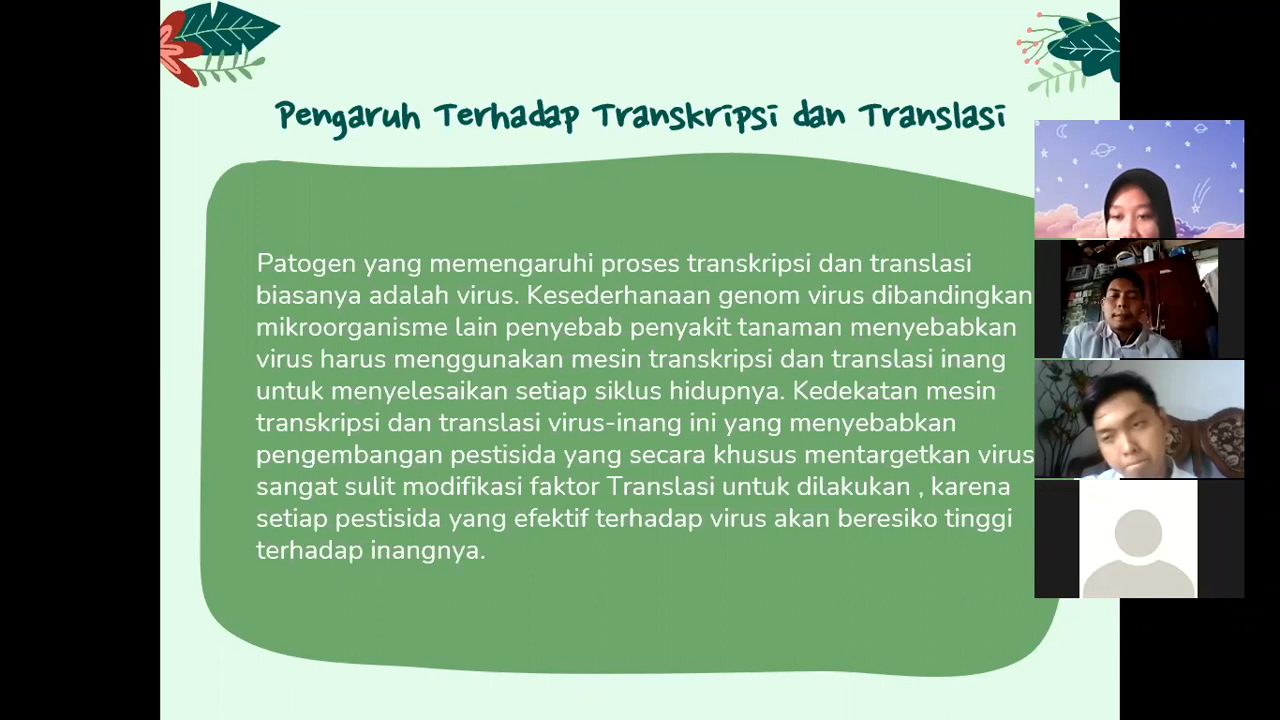 Pengaruh Terhadap Transkripsi dan Translasi
Patogen yang memengaruhi proses transkripsi dan translasi
biasanya adalah virus. Kesederhanaan genom virus dibandingkan
mikroorganisme lain penyebab penyakit tanaman menyebabkan
virus harus menggunakan mesin transkripsi dan translasi inang
untuk menyelesaikan setiap siklus hidupnya. Kedekatan mesin
transkripsi dan translasi virus-inang ini yang menyebabkan
pengembangan pestisida yang secara khusus mentargetkan virus
sangat sulit modifikasi faktor Translasi untuk dilakukan , karena
setiap pestisida yang efektif terhadap virus akan beresiko tinggi
terhadap inangnya.